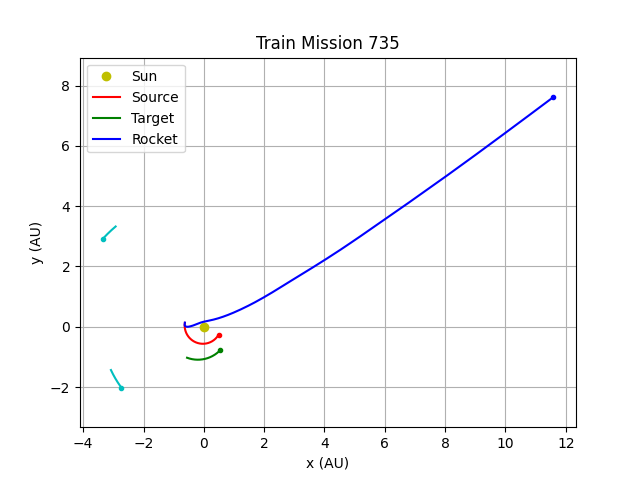 Train Mission 735
Sun
Source
Target
Rocket
y (AU)
8
6
4
2
0
−2
−4 −2 0 2 4 6 8 10 12
x (AU)